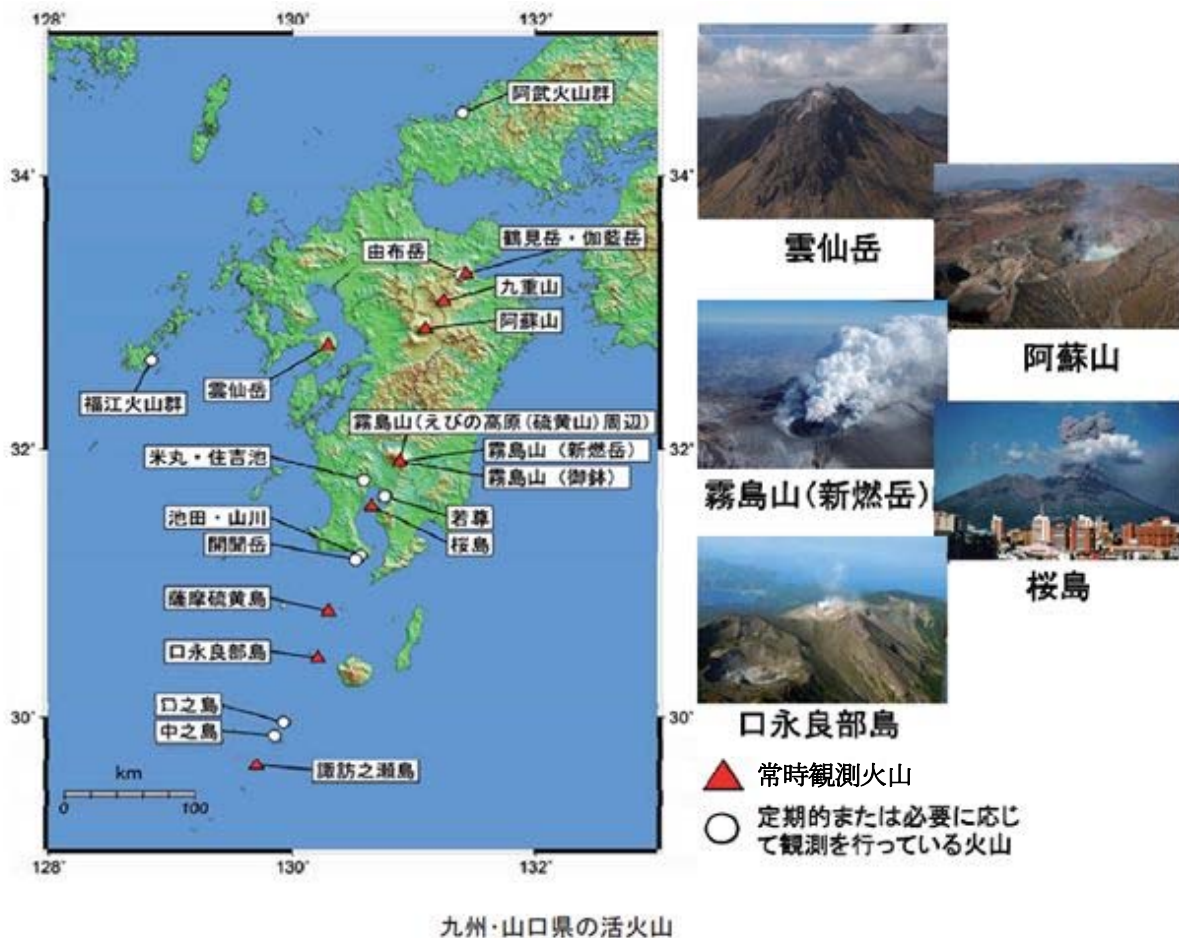 128°
130°
132°
阿武火山群
34°
34°
鶴見岳・伽藍岳
由布岳
九重山
阿蘇山
雲仙岳
福江火山群
霧島山(えびの高原(硫黄山)周辺)
32°
32°
霧島山(新燃岳)
米丸・住吉池
霧島山(御鉢)
池田・山川
若尊
開聞岳
桜島
薩摩硫黄島
口永良部島
口之島
30°
30°
中之島
諏訪之瀬島
km
0
100
128°
130°
132°
雲仙岳
阿蘇山
霧島山(新燃岳)
桜島
口永良部島
常時観測火山
定期的または必要に応じ
て観測を行っている火山
九州・山口県の活火山